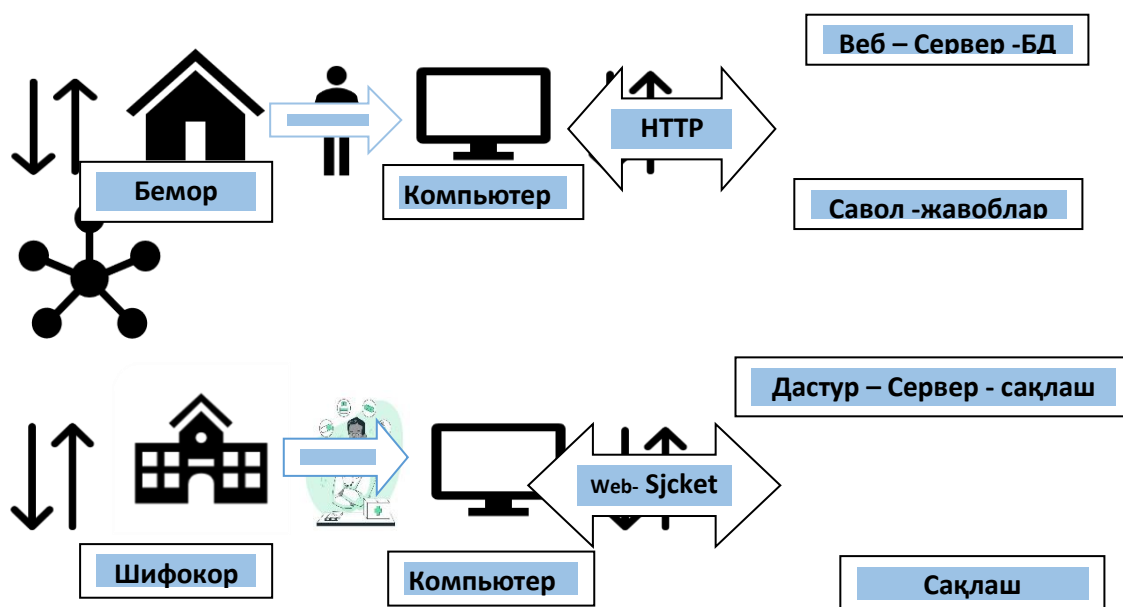 Веб – Сервер -БД
HTTP
Бемор
Компьютер
Савол -жавоблар
Дастур – Сервер - сақлаш
Web- Sjcket
Шифокор
Компьютер
Сақлаш